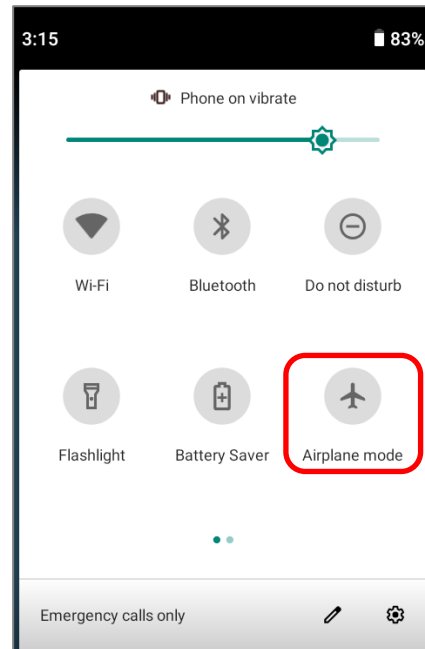 3:15 83%
Phone on vibrate
Wi-Fi Bluetooth Do not disturb
Flashlight Battery Saver Airplane mode
Emergency calls only